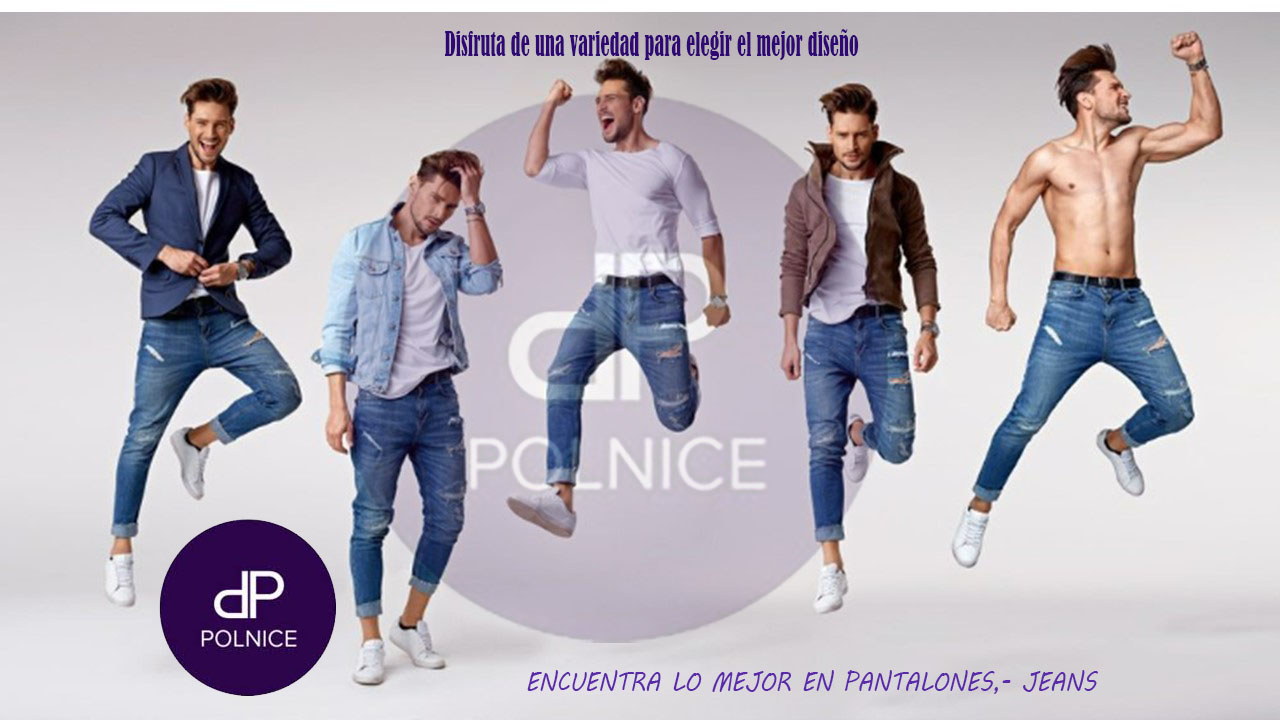 Disfruta de una variedad para elegir el mejor diseño
dP
POLNICE
dP
POLNICE
ENCUENTRA LO MEJOR EN PANTALONES,- JEANS